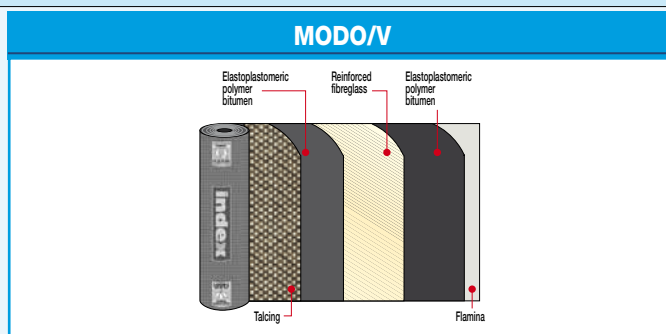 MODO/V
Elastoplastomeric
polymer
bitumen
Reinforced
fibreglass
Elastoplastomeric
polymer
bitumen
index
Talcing
Flamina